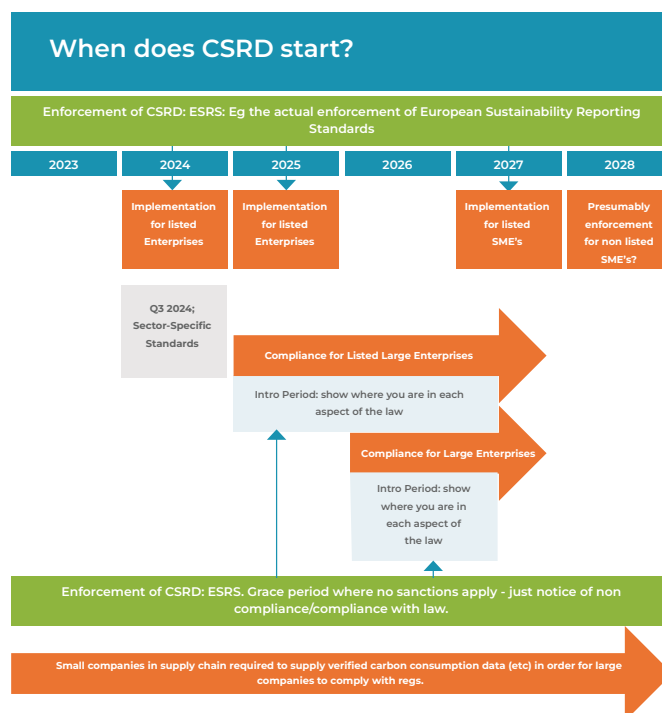 When does CSRD start?
Enforcement of CSRD: ESRS: Eg the actual enforcement of European Sustainability Reporting
Standards
2023
2024
2025
2026
2027
2028
Implementation
for listed
Enterprises
Implementation
for listed
Enterprises
Implementation
for listed
SME's
Presumably
enforcement
for non listed
SME's?
Q3 2024;
Sector-Specific
Standards
Compliance for Listed Large Enterprises
Intro Period: show where you are in each
aspect of the law
Compliance for Large Enterprises
Intro Period: show
where you are in
each aspect of
the law
Enforcement of CSRD: ESRS. Grace period where no sanctions apply - just notice of non
compliance/compliance with law.
Small companies in supply chain required to supply verified carbon consumption data (etc) in order for large
companies to comply with regs.